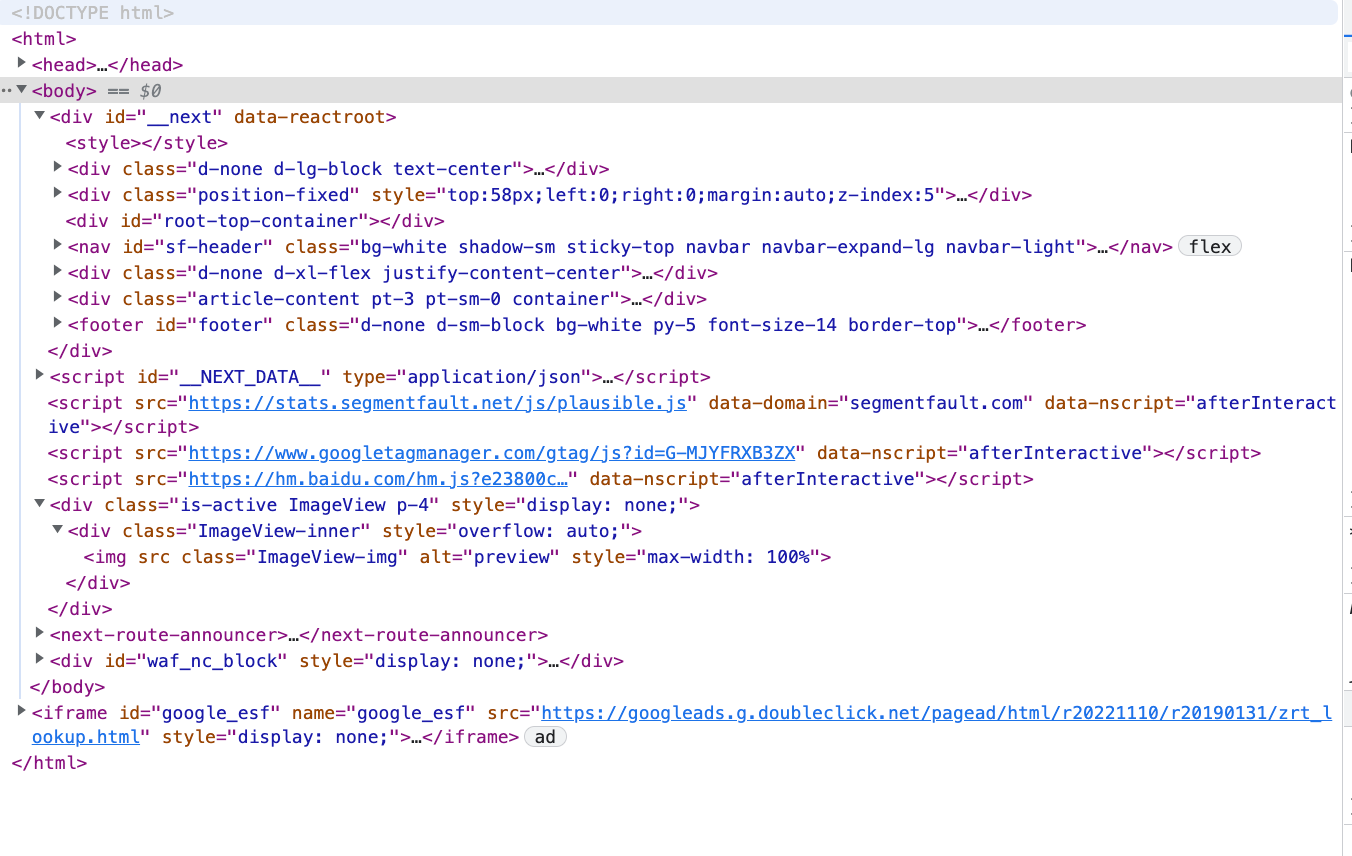 <!DOCTYPE html>
<html>
<head>…</head>
<body> == $0
<div id="__next" data-reactroot>
<style></style>
<div class="d-none d-lg-block text-center">…</div>
<div class="position-fixed" style="top:58px;left:0;right:0;margin:auto;z-index:5">…</div>
<div id="root-top-container"></div>
<nav id="sf-header" class="bg-white shadow-sm sticky-top navbar navbar-expand-lg navbar-light">…</nav> flex
<div class="d-none d-xl-flex justify-content-center">…</div>
<div class="article-content pt-3 pt-sm-0 container">…</div>
<footer id="footer" class="d-none d-sm-block bg-white py-5 font-size-14 border-top">…</footer>
</div>
<script id="__NEXT_DATA__" type="application/json">…</script>
<script src="https://stats.segmentfault.net/js/plausible.js" data-domain="segmentfault.com" data-nscript="afterInteract
ive"></script>
<script src="https://www.googletagmanager.com/gtag/js?id=G-MJYFRXB3ZX" data-nscript="afterInteractive"></script>
<script src="https://hm.baidu.com/hm.js?e23800c…" data-nscript="afterInteractive"></script>
<div class="is-active ImageView p-4" style="display: none;">
<div class="ImageView-inner" style="overflow: auto;">
<img src class="ImageView-img" alt="preview" style="max-width: 100%">
</div>
</div>
<next-route-announcer>…</next-route-announcer>
<div id="waf_nc_block" style="display: none;">…</div>
</body>
<iframe id="google_esf" name="google_esf" src="https://googleads.g.doubleclick.net/pagead/html/r20221110/r20190131/zrt_l
ookup.html" style="display: none;">…</iframe> ad
</html>